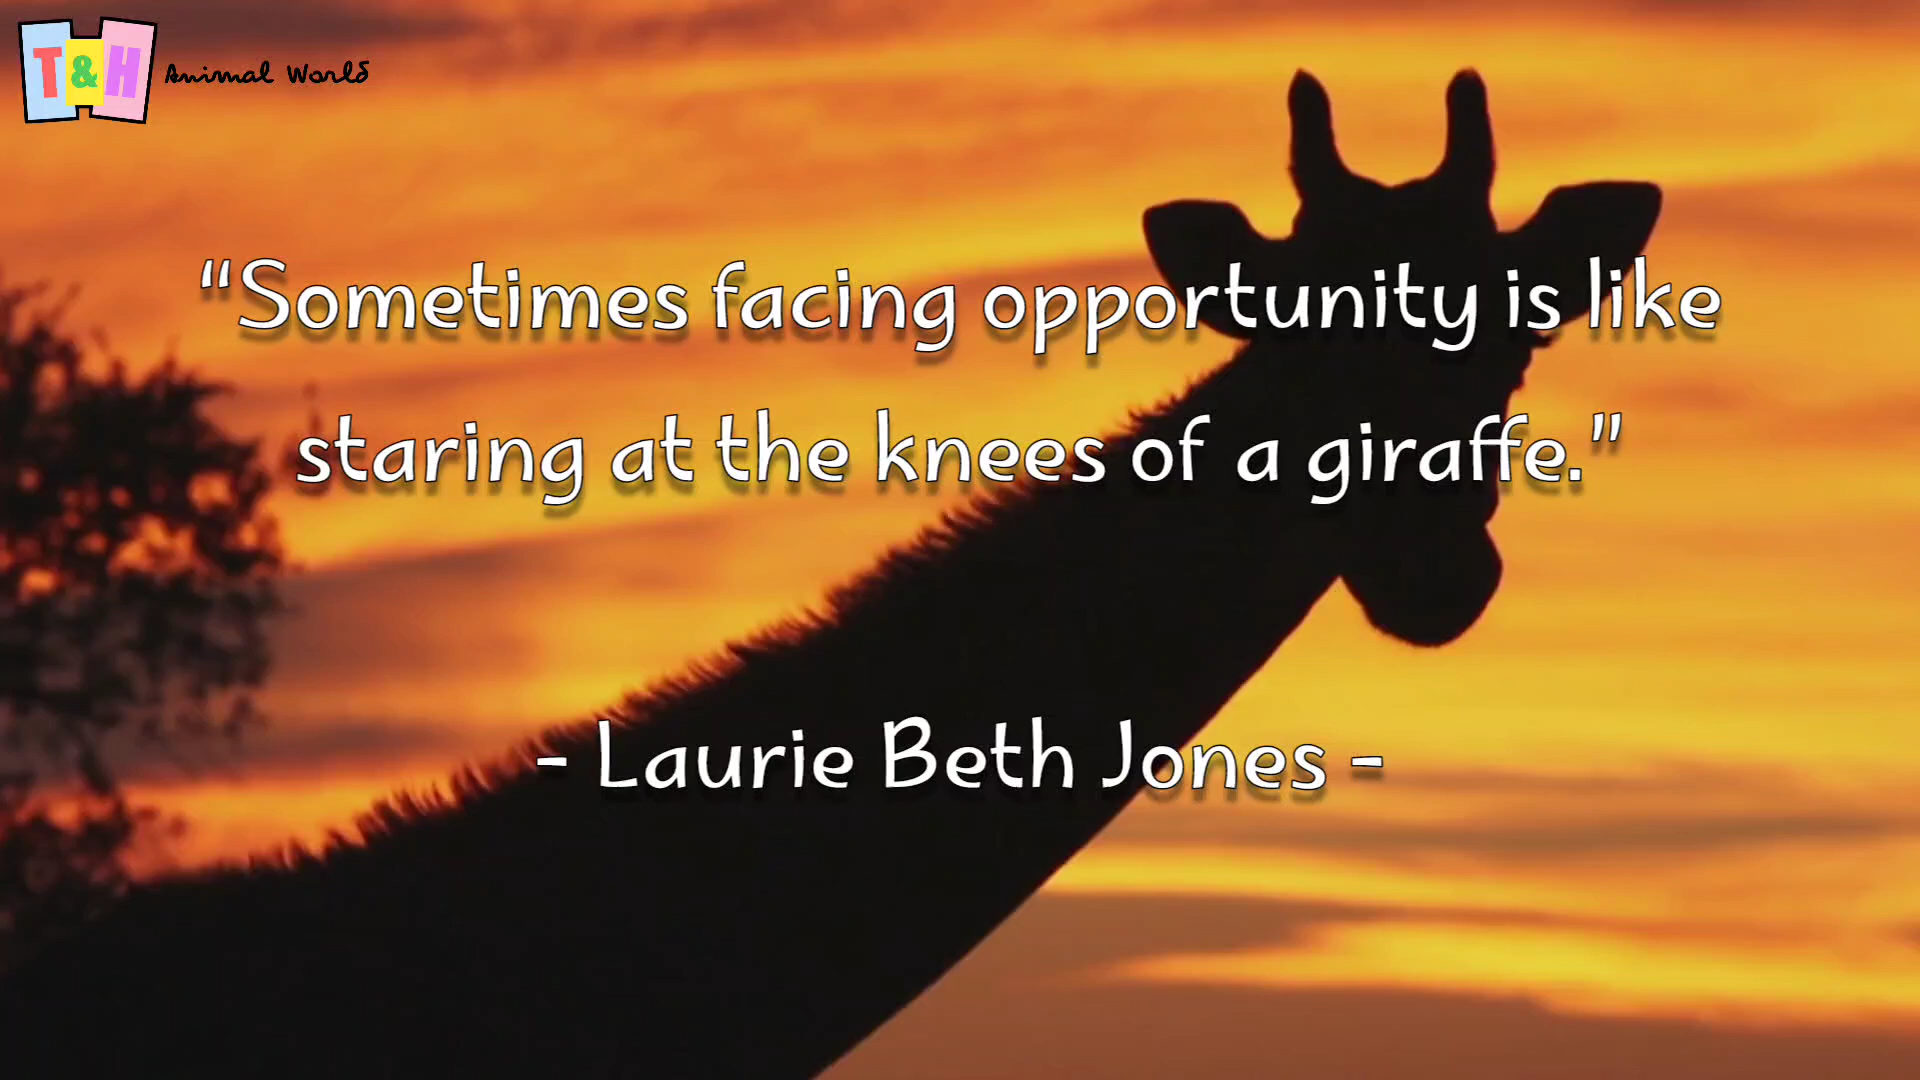 T&H Animal World
“Sometimes facing opportunity is like
staring at the knees of a giraffe.”
- Laurie Beth Jones -